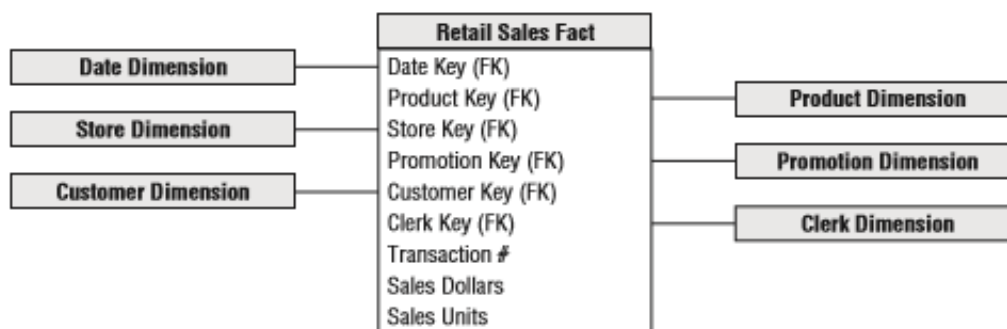 Retail Sales Fact
Date Dimension
Date Key (FK)
Product Key (FK)
Product Dimension
Store Dimension
Store Key (FK)
Promotion Key (FK)
Promotion Dimension
Customer Dimension
Customer Key (FK)
Clerk Key (FK)
Clerk Dimension
Transaction #
Sales Dollars
Sales Units